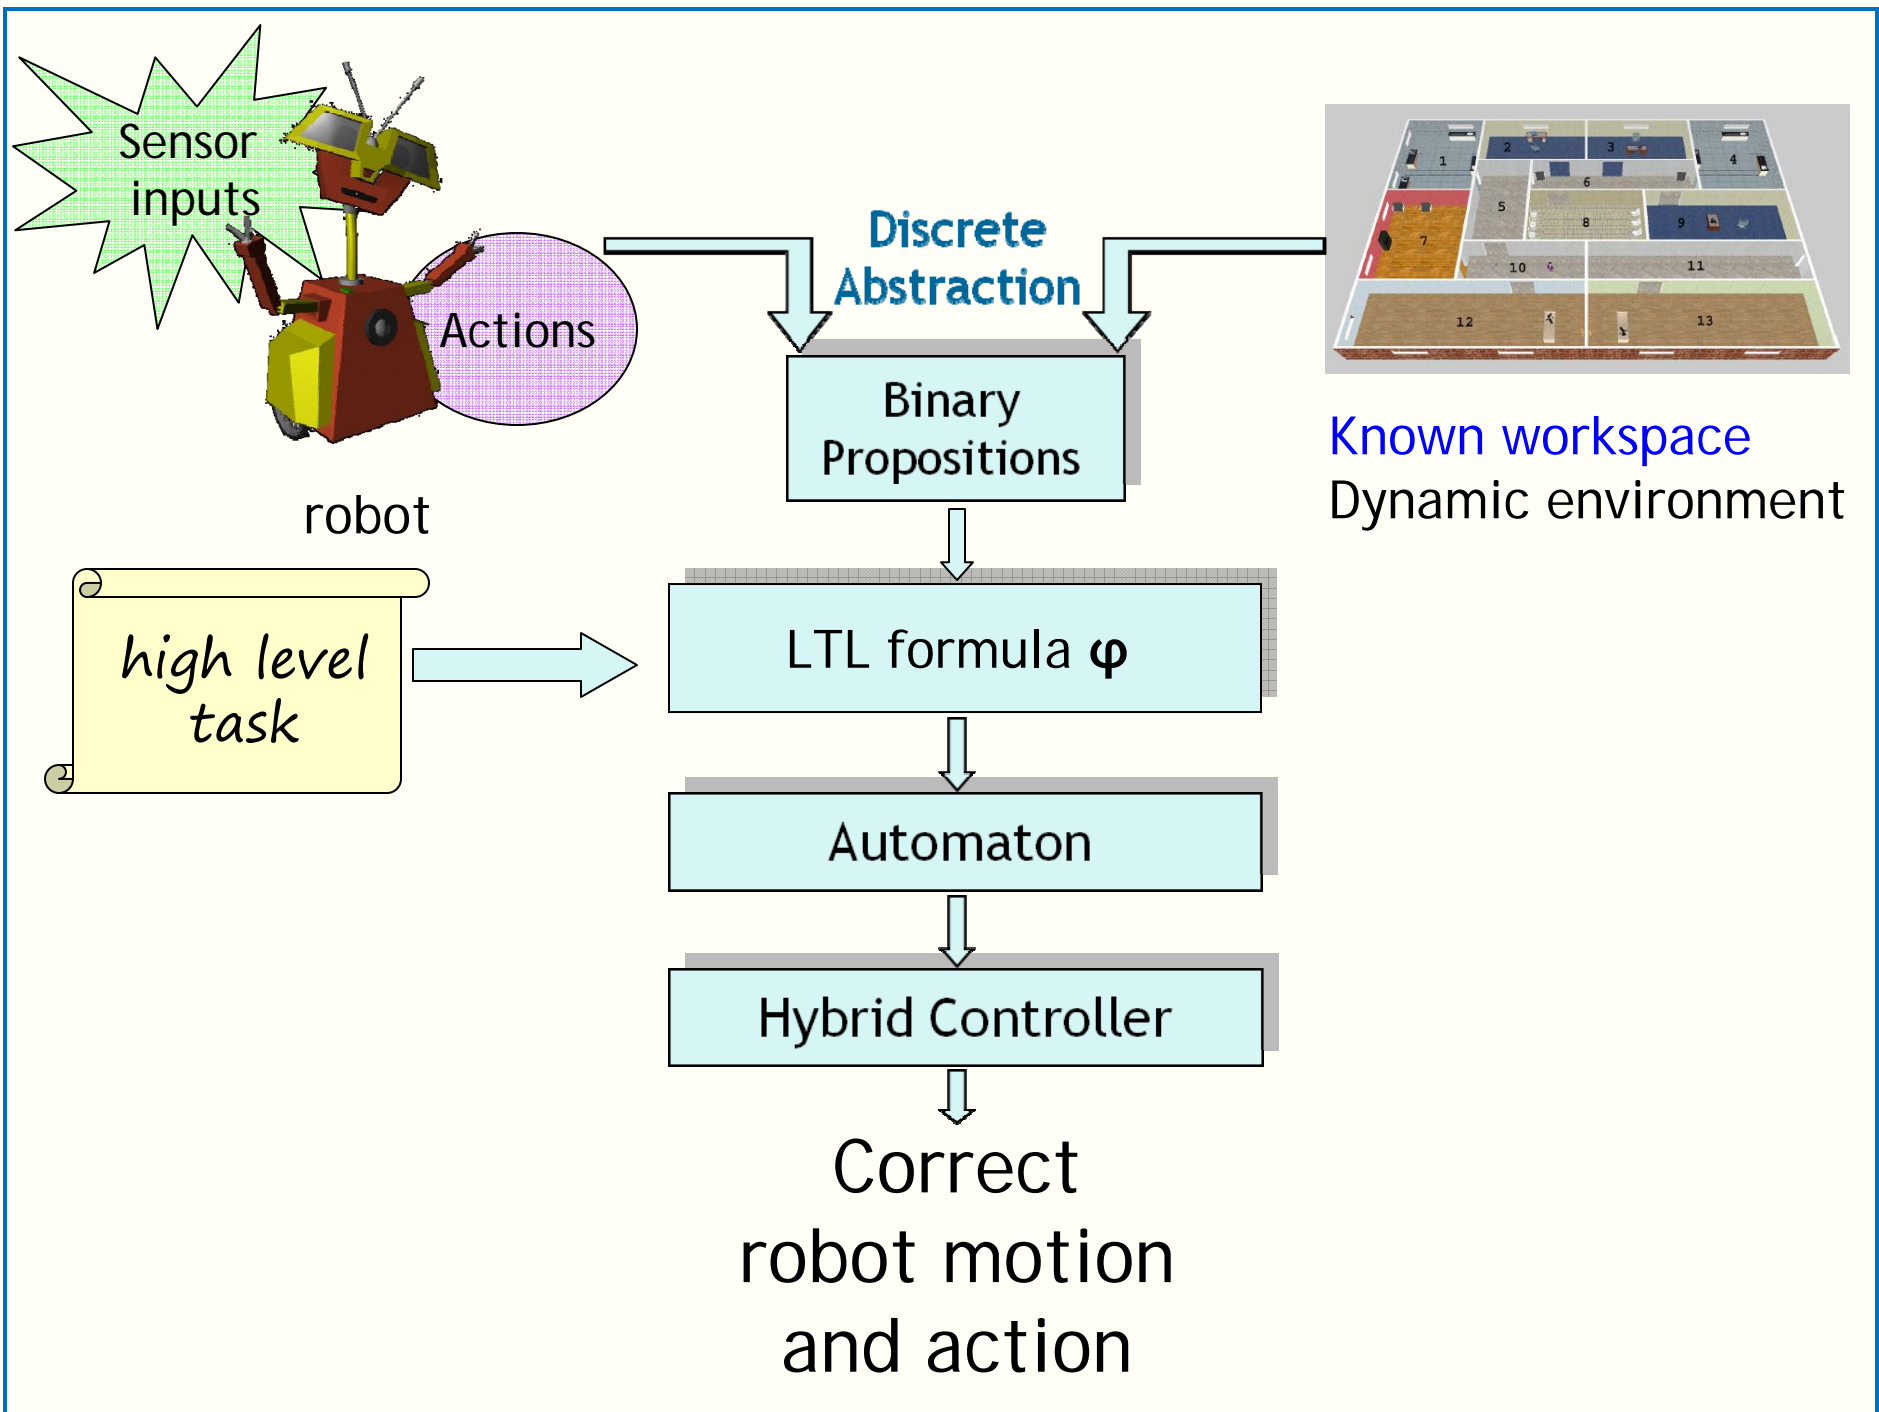 Sensor
inputs
Actions
robot
Discrete
Abstraction
1
2
3
4
5
6
7
8
9
10
11
12
13
Known workspace
Dynamic environment
Binary
Propositions
high level
task
LTL formula φ
Automaton
Hybrid Controller
Correct
robot motion
and action